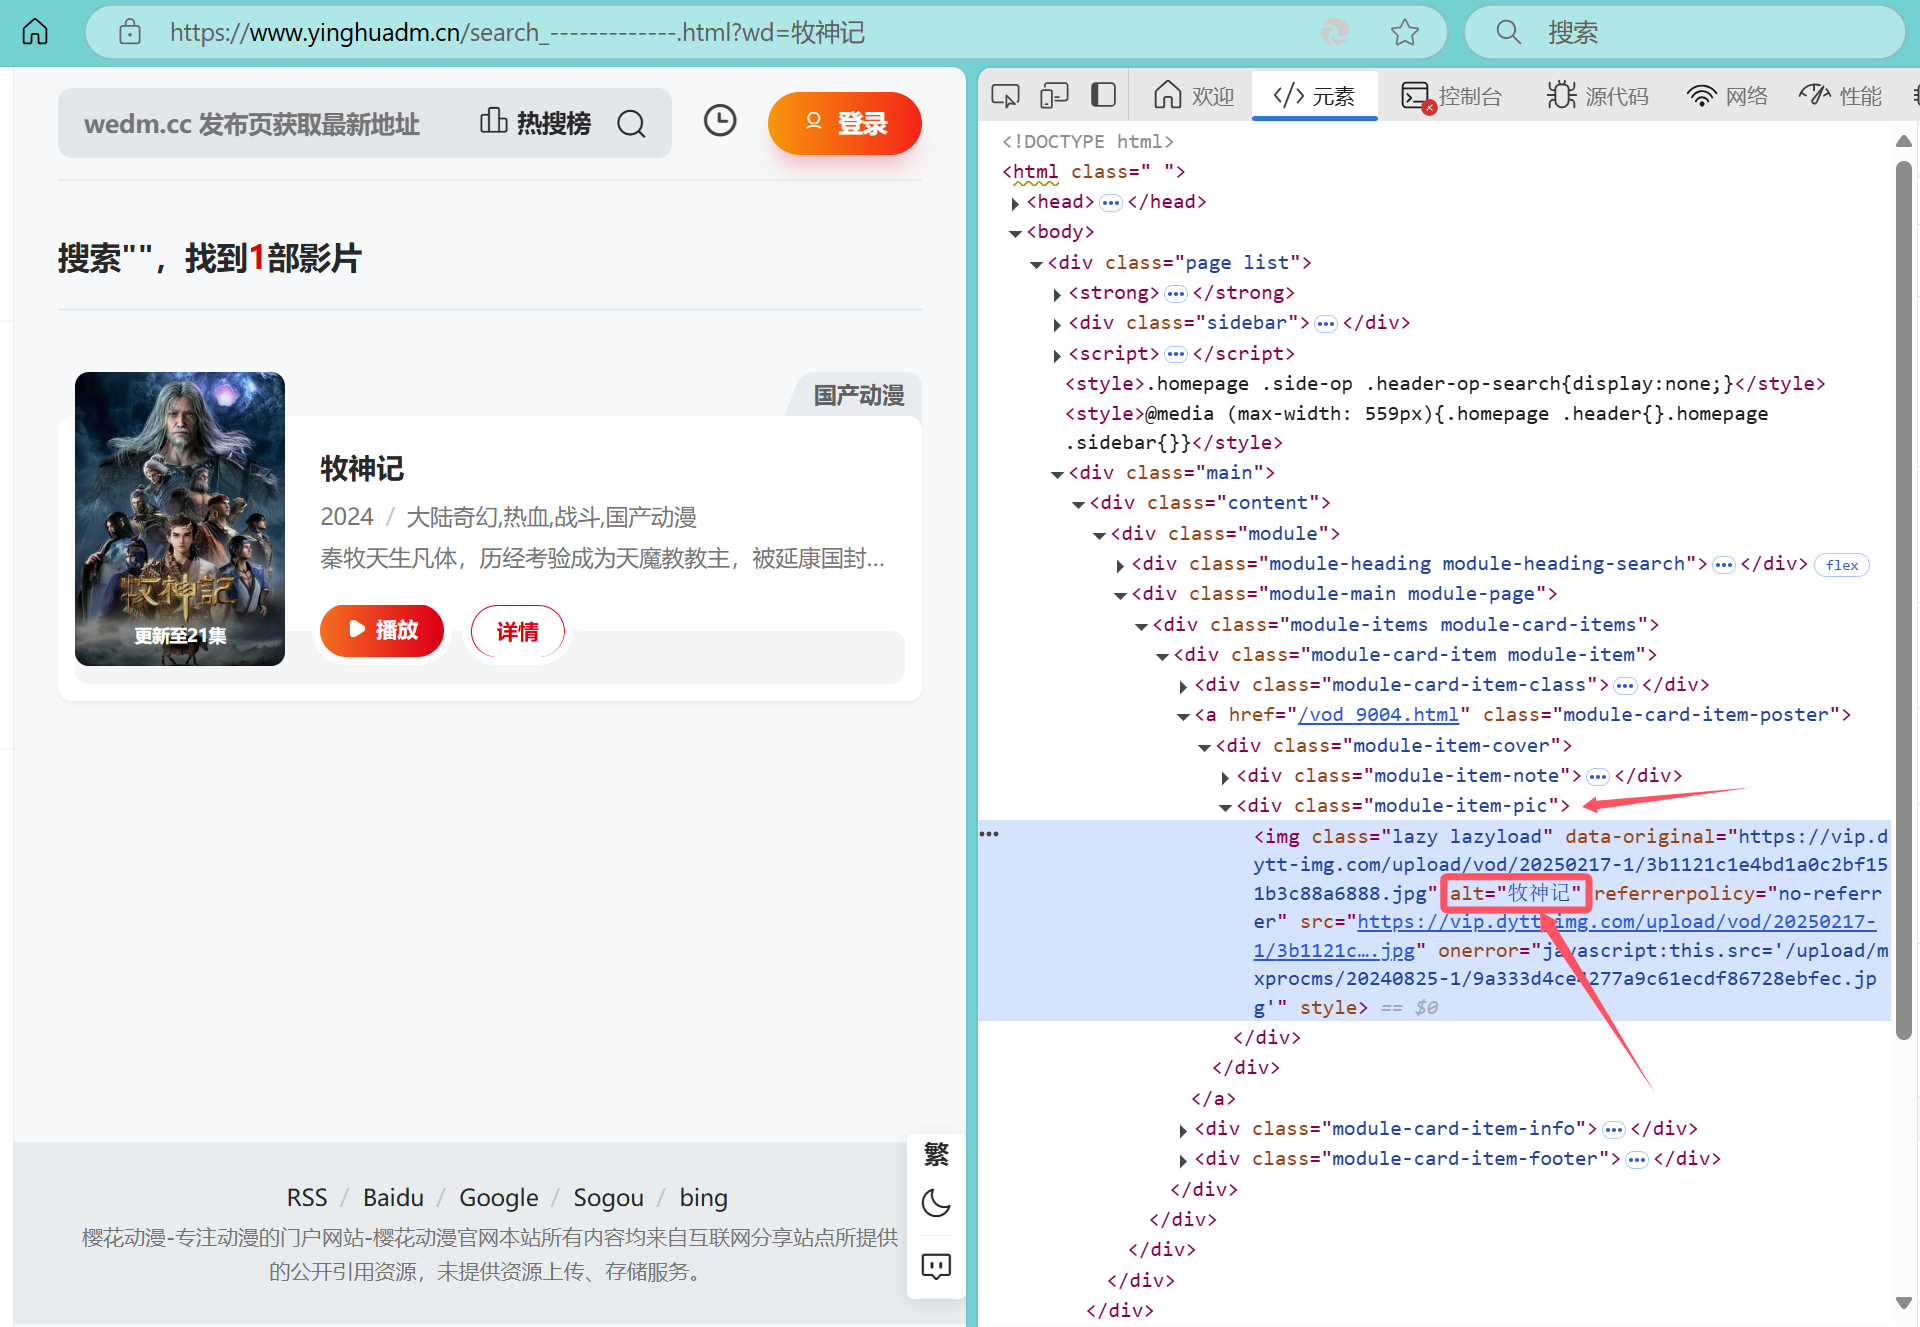 https://www.yinghuadm.cn/search_-------------.html?wd=牧神记
搜索
wedm.cc 发布页获取最新地址
热搜榜
登录
搜索""，找到1部影片
国产动漫
牧神记
2024 / 大陆奇幻,热血,战斗,国产动漫
秦牧天生凡体，历经考验成为天魔教教主，被延康国封...
牧神記
更新至21集
播放
详情
繁
RSS / Baidu / Google / Sogou / bing
樱花动漫-专注动漫的门户网站-樱花动漫官网本站所有内容均来自互联网分享站点所提供
的公开引用资源，未提供资源上传、存储服务。
欢迎
</> 元素
控制台
源代码
网络
性能
<!DOCTYPE html>
<html class=" ">
<head>…</head>
<body>
<div class="page list">
<strong>…</strong>
<div class="sidebar">…</div>
<script>…</script>
<style>.homepage .side-op .header-op-search{display:none;}</style>
<style>@media (max-width: 559px){.homepage .header{}.homepage
.sidebar{}}</style>
<div class="main">
<div class="content">
<div class="module">
<div class="module-heading module-heading-search">…</div> flex
<div class="module-main module-page">
<div class="module-items module-card-items">
<div class="module-card-item module-item">
<div class="module-card-item-class">…</div>
<a href="/vod_9004.html" class="module-card-item-poster">
<div class="module-item-cover">
<div class="module-item-note">…</div>
<div class="module-item-pic">
<img class="lazy lazyload" data-original="https://vip.d
ytt-img.com/upload/vod/20250217-1/3b1121c1e4bd1a0c2bf15
1b3c88a6888.jpg" alt="牧神记" referrerpolicy="no-referr
er" src="https://vip.dytt-img.com/upload/vod/20250217-
1/3b1121c….jpg" onerror="javascript:this.src='/upload/m
xprocms/20240825-1/9a333d4ce4277a9c61ecdf86728ebfec.jp
g'" style> == $0
</div>
</div>
</a>
<div class="module-card-item-info">…</div>
<div class="module-card-item-footer">…</div>
</div>
</div>
</div>
</div>
</div>